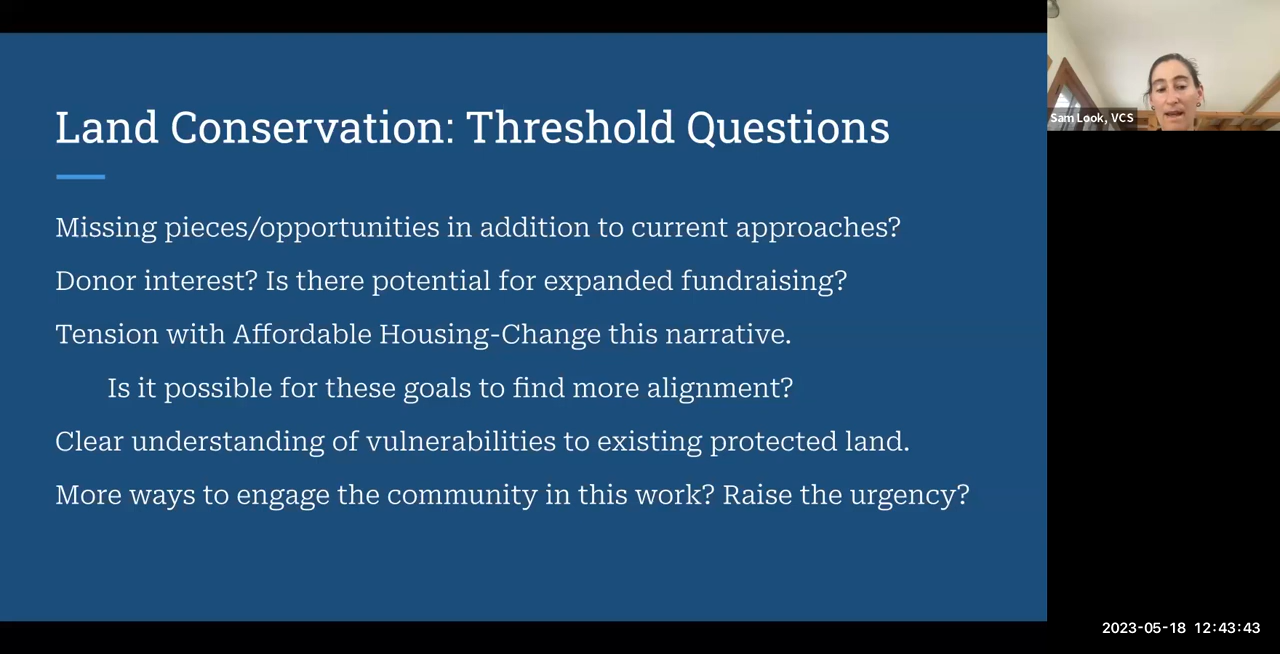 Land Conservation: Threshold Questions
Missing pieces/opportunities in addition to current approaches?
Donor interest? Is there potential for expanded fundraising?
Tension with Affordable Housing-Change this narrative.
Is it possible for these goals to find more alignment?
Clear understanding of vulnerabilities to existing protected land.
More ways to engage the community in this work? Raise the urgency?
Sam Look, VCS
2023-05-18 12:43:43